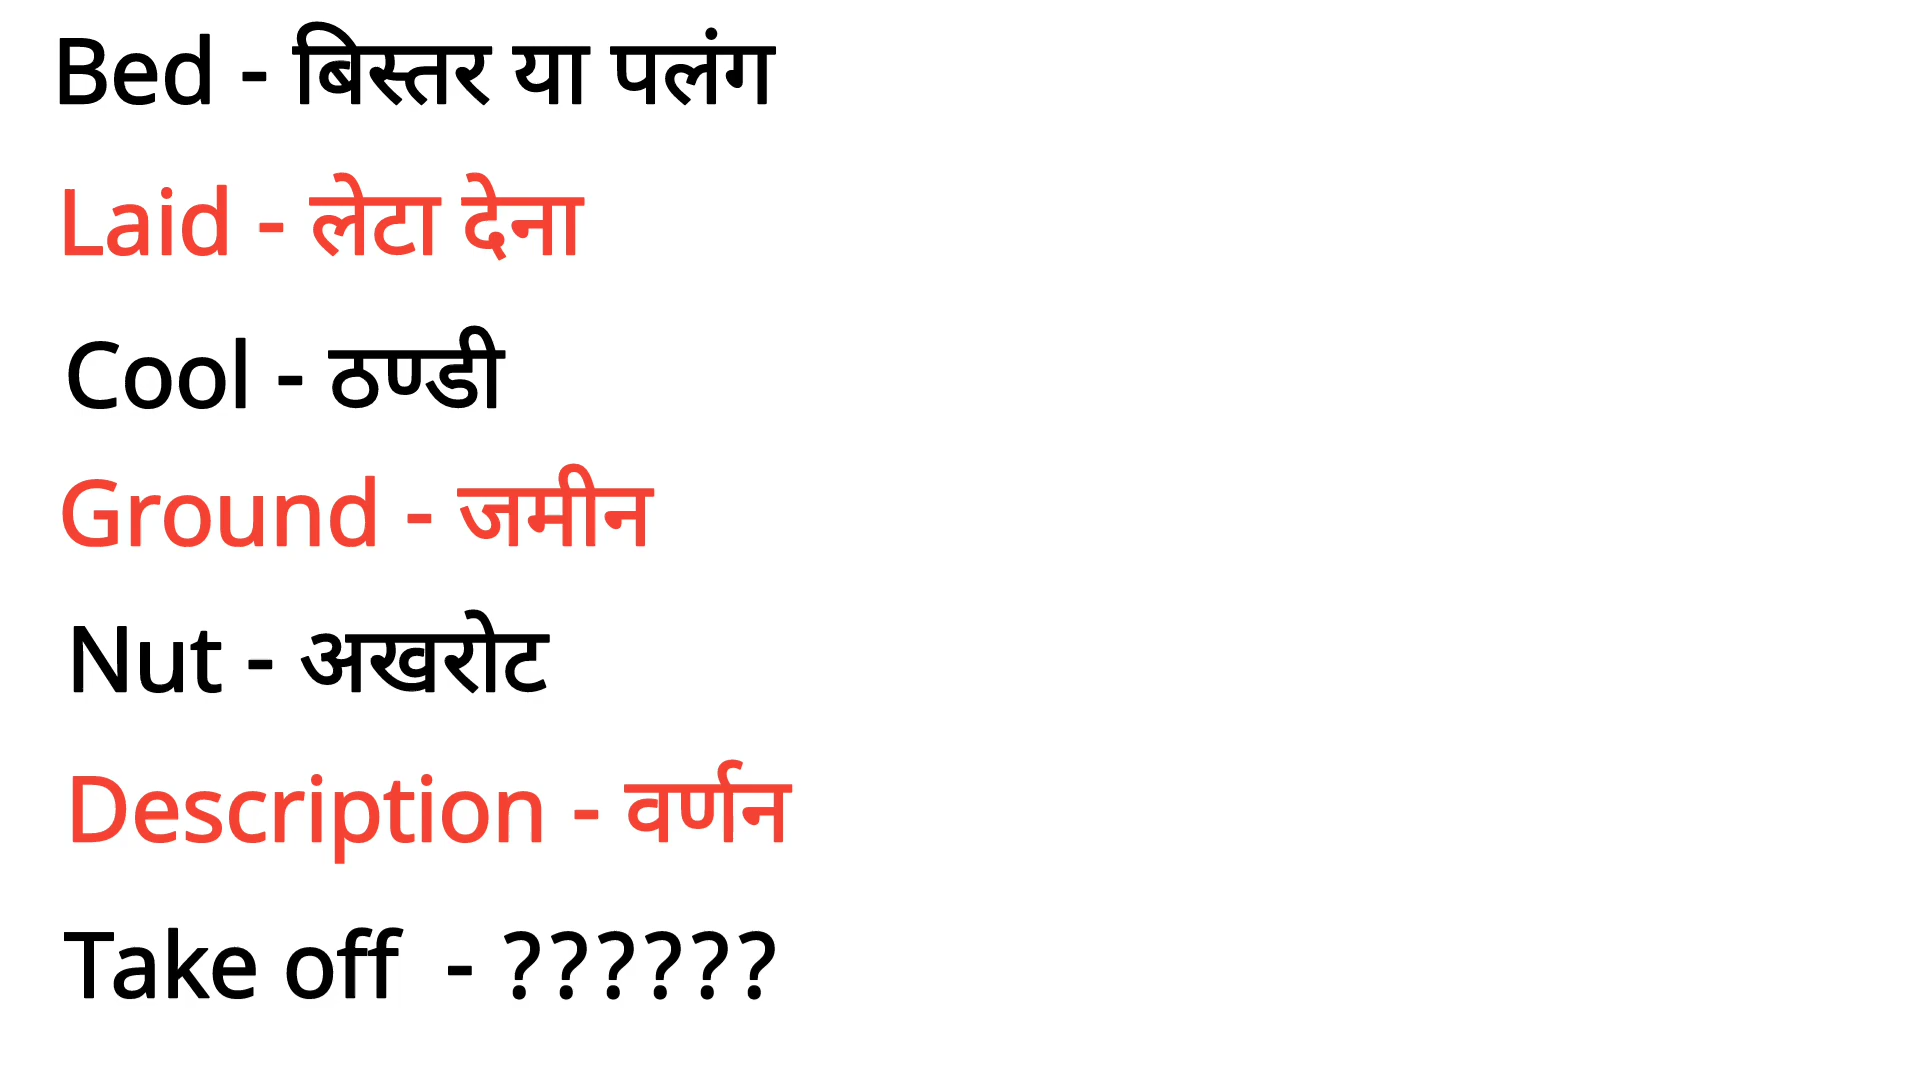 Bed - बिस्तर या पलंग
Laid - लेटा देना
Cool - ठण्डी
Ground - जमीन
Nut - अखरोट
Description - वर्णन
Take off - ??????